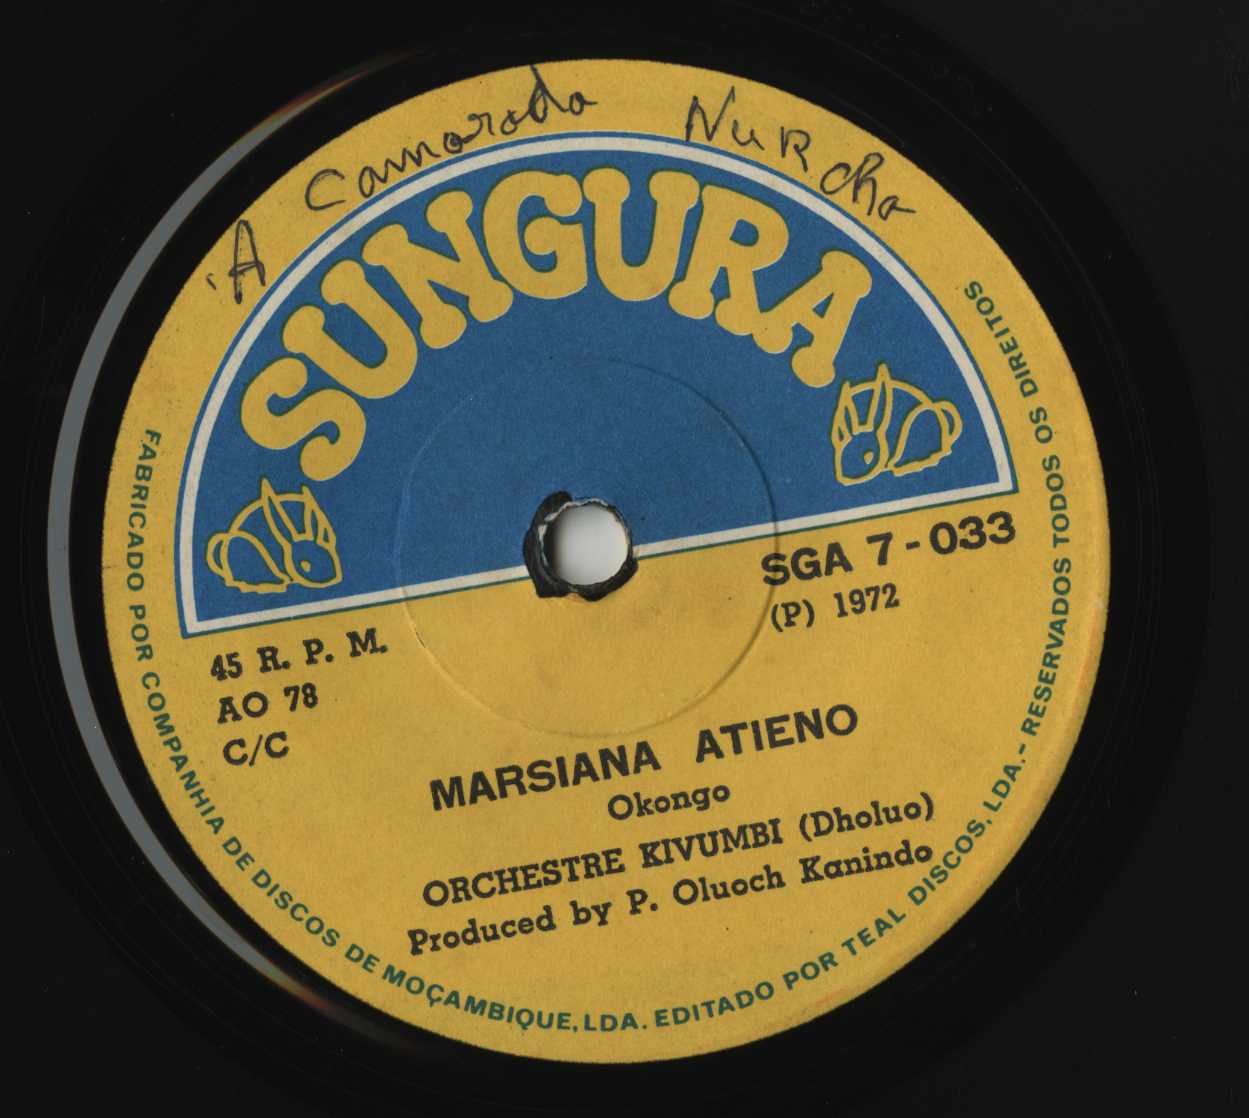 'A Camarada Nurcha
SUNGURA
SGA 7 - 033
(P) 1972
45 R. P. M.
AO 78
C/C
MARSIANA ATIENO
Okongo
ORCHESTRE KIVUMBI (Dholuo)
Produced by P. Oluoch Kanindo
FABRICADO POR COMPANHIA DE DISCOS DE MOÇAMBIQUE, LDA. EDITADO POR TEAL DISCOS, LDA. - RESERVADOS TODOS OS DIREITOS